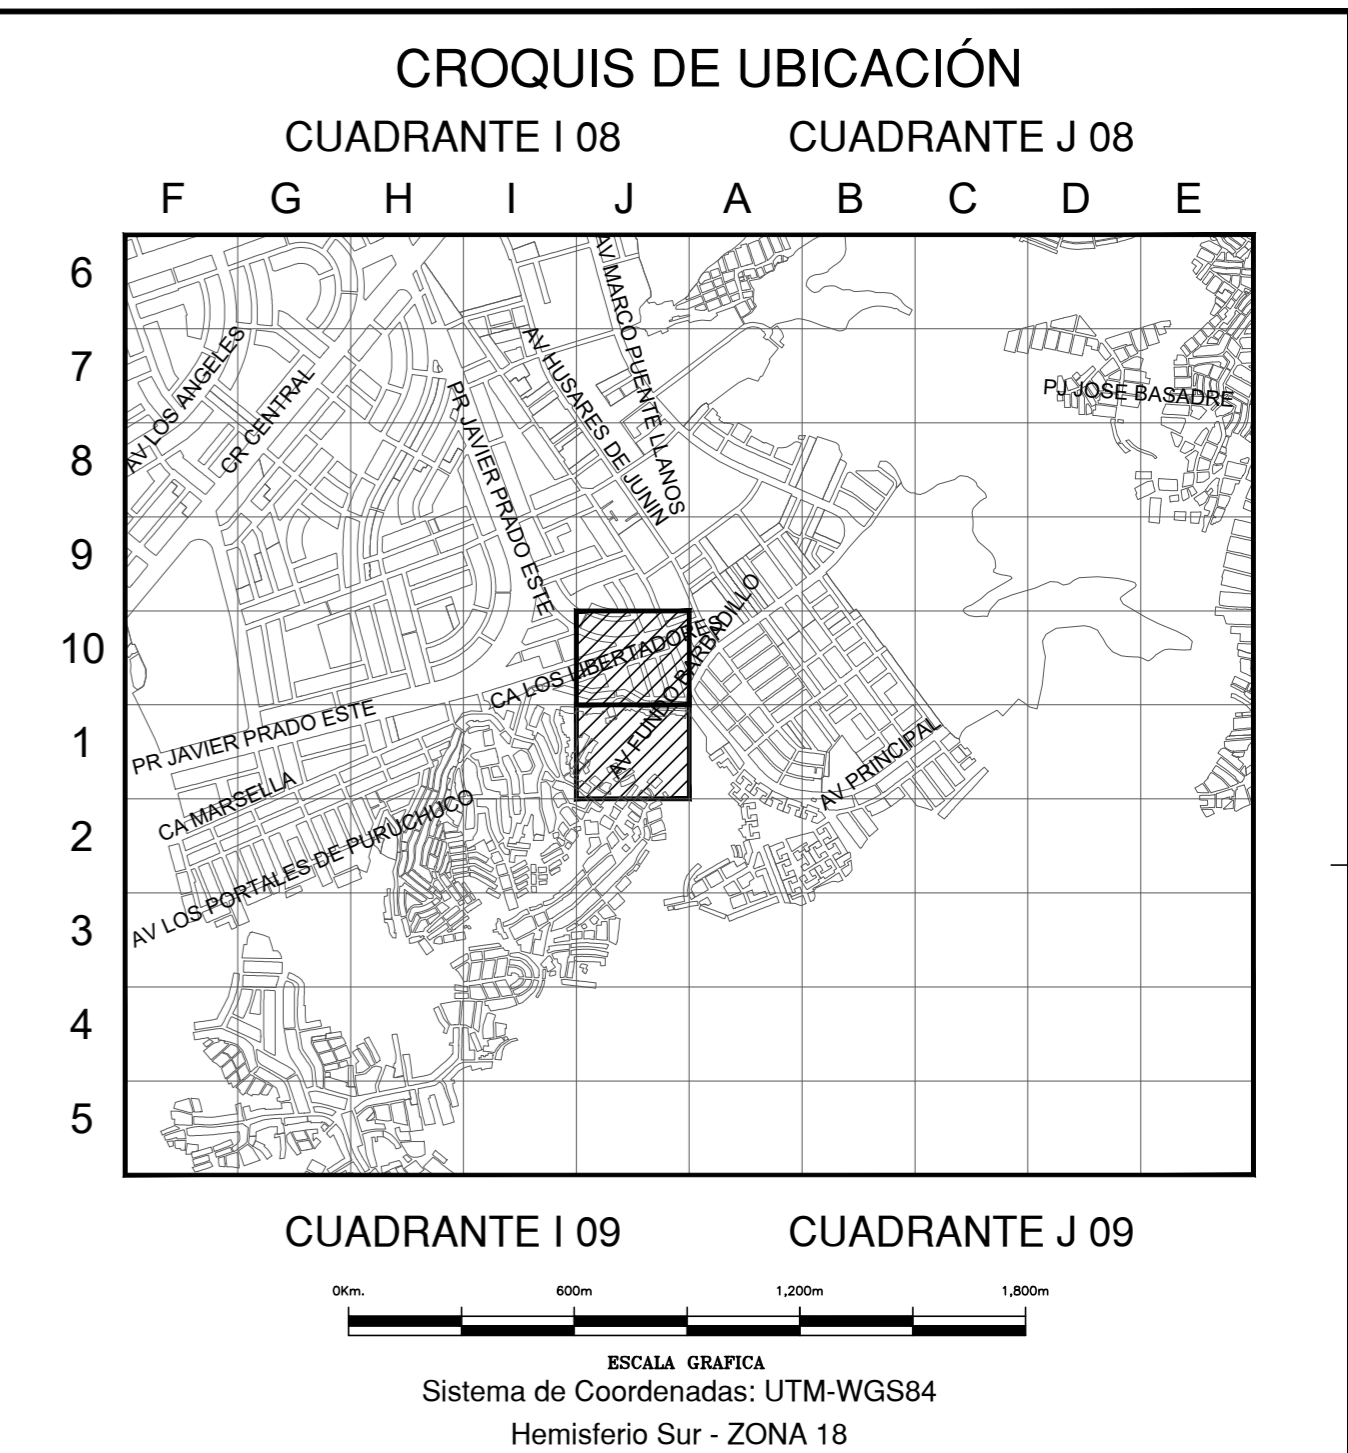 CROQUIS DE UBICACIÓN
CUADRANTE I 08 CUADRANTE J 08
F G H I J A B C D E
6
7
8
9
10
1
2
3
4
5
AV LOS ANGELES
CR CENTRAL
PR JAVIER PRADO ESTE
AV HUSARES DE JUNIN
AV MARCO PUENTE LLANOS
PJ JOSE BASADRE
CA LOS LIBERTADORES
AV FUNDO BARBADILLO
PR JAVIER PRADO ESTE
CA MARSELLA
AV LOS PORTALES DE PURUCHUCO
AV PRINCIPAL
CUADRANTE I 09 CUADRANTE J 09
0Km. 600m 1,200m 1,800m
ESCALA GRAFICA
Sistema de Coordenadas: UTM-WGS84
Hemisferio Sur - ZONA 18